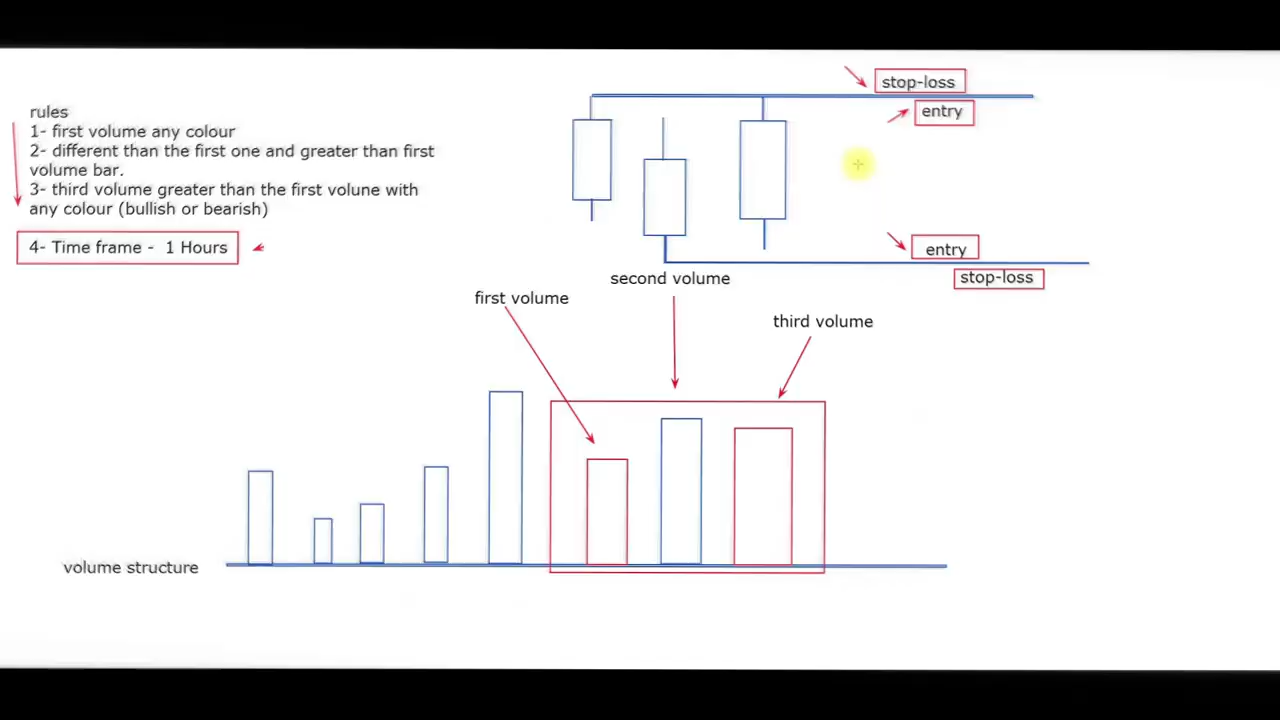 rules
1- first volume any colour
2- different than the first one and greater than first
volume bar.
3- third volume greater than the first volune with
any colour (bullish or bearish)
4- Time frame - 1 Hours
stop-loss
entry
entry
stop-loss
second volume
first volume
third volume
volume structure